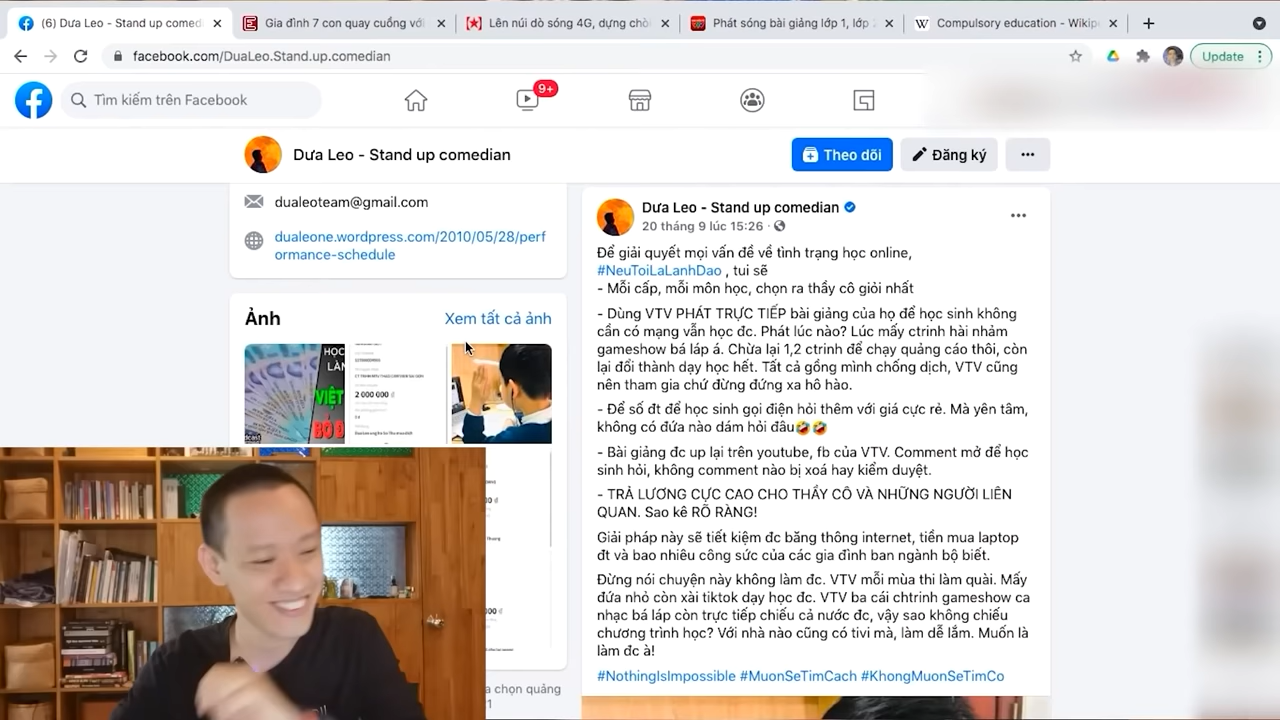 (6) Dưa Leo - Stand up comed
Gia đình 7 con quay cuồng với
Lên núi dò sóng 4G, dựng chò
Phát sóng bài giảng lớp 1, lớp
Compulsory education - Wikip
facebook.com/DuaLeo.Stand.up.comedian
Update
Tìm kiếm trên Facebook
9+
Dưa Leo - Stand up comedian
Theo dõi
Đăng ký
dualeoteam@gmail.com
dualeone.wordpress.com/2010/05/28/perf
ormance-schedule
Ảnh
Xem tất cả ảnh
HỌC
VIỆT
2 000 000 đ
Dưa Leo - Stand up comedian
20 tháng 9 lúc 15:26
Để giải quyết mọi vấn đề về tình trạng học online,
#NeuToiLaLanhDao , tui sẽ
- Mỗi cấp, mỗi môn học, chọn ra thầy cô giỏi nhất
- Dùng VTV PHÁT TRỰC TIẾP bài giảng của họ để học sinh không
cần có mạng vẫn học đc. Phát lúc nào? Lúc mấy ctrinh hài nhảm
gameshow bá láp á. Chừa lại 1,2 ctrinh để chạy quảng cáo thôi, còn
lại đổi thành dạy học hết. Tất cả gồng mình chống dịch, VTV cũng
nên tham gia chứ đừng đứng xa hô hào.
- Để số đt để học sinh gọi điện hỏi thêm với giá cực rẻ. Mà yên tâm,
không có đứa nào dám hỏi đâu
- Bài giảng đc up lại trên youtube, fb của VTV. Comment mở để học
sinh hỏi, không comment nào bị xoá hay kiểm duyệt.
- TRẢ LƯƠNG CỰC CAO CHO THẦY CÔ VÀ NHỮNG NGƯỜI LIÊN
QUAN. Sao kê RÕ RÀNG!
Giải pháp này sẽ tiết kiệm đc băng thông internet, tiền mua laptop
đt và bao nhiêu công sức của các gia đình ban ngành bộ biếc.
Đừng nói chuyện này không làm đc. VTV mỗi mùa thi làm quài. Mấy
đứa nhỏ còn xài tiktok dạy học đc. VTV ba cái chtrinh gameshow ca
nhạc bá láp còn trực tiếp chiếu cả nước đc, vậy sao không chiếu
chương trình học? Với nhà nào cũng có tivi mà, làm dễ lắm. Muốn là
làm đc à!
#NothingIsImpossible #MuonSeTimCach #KhongMuonSeTimCo
a chọn quảng